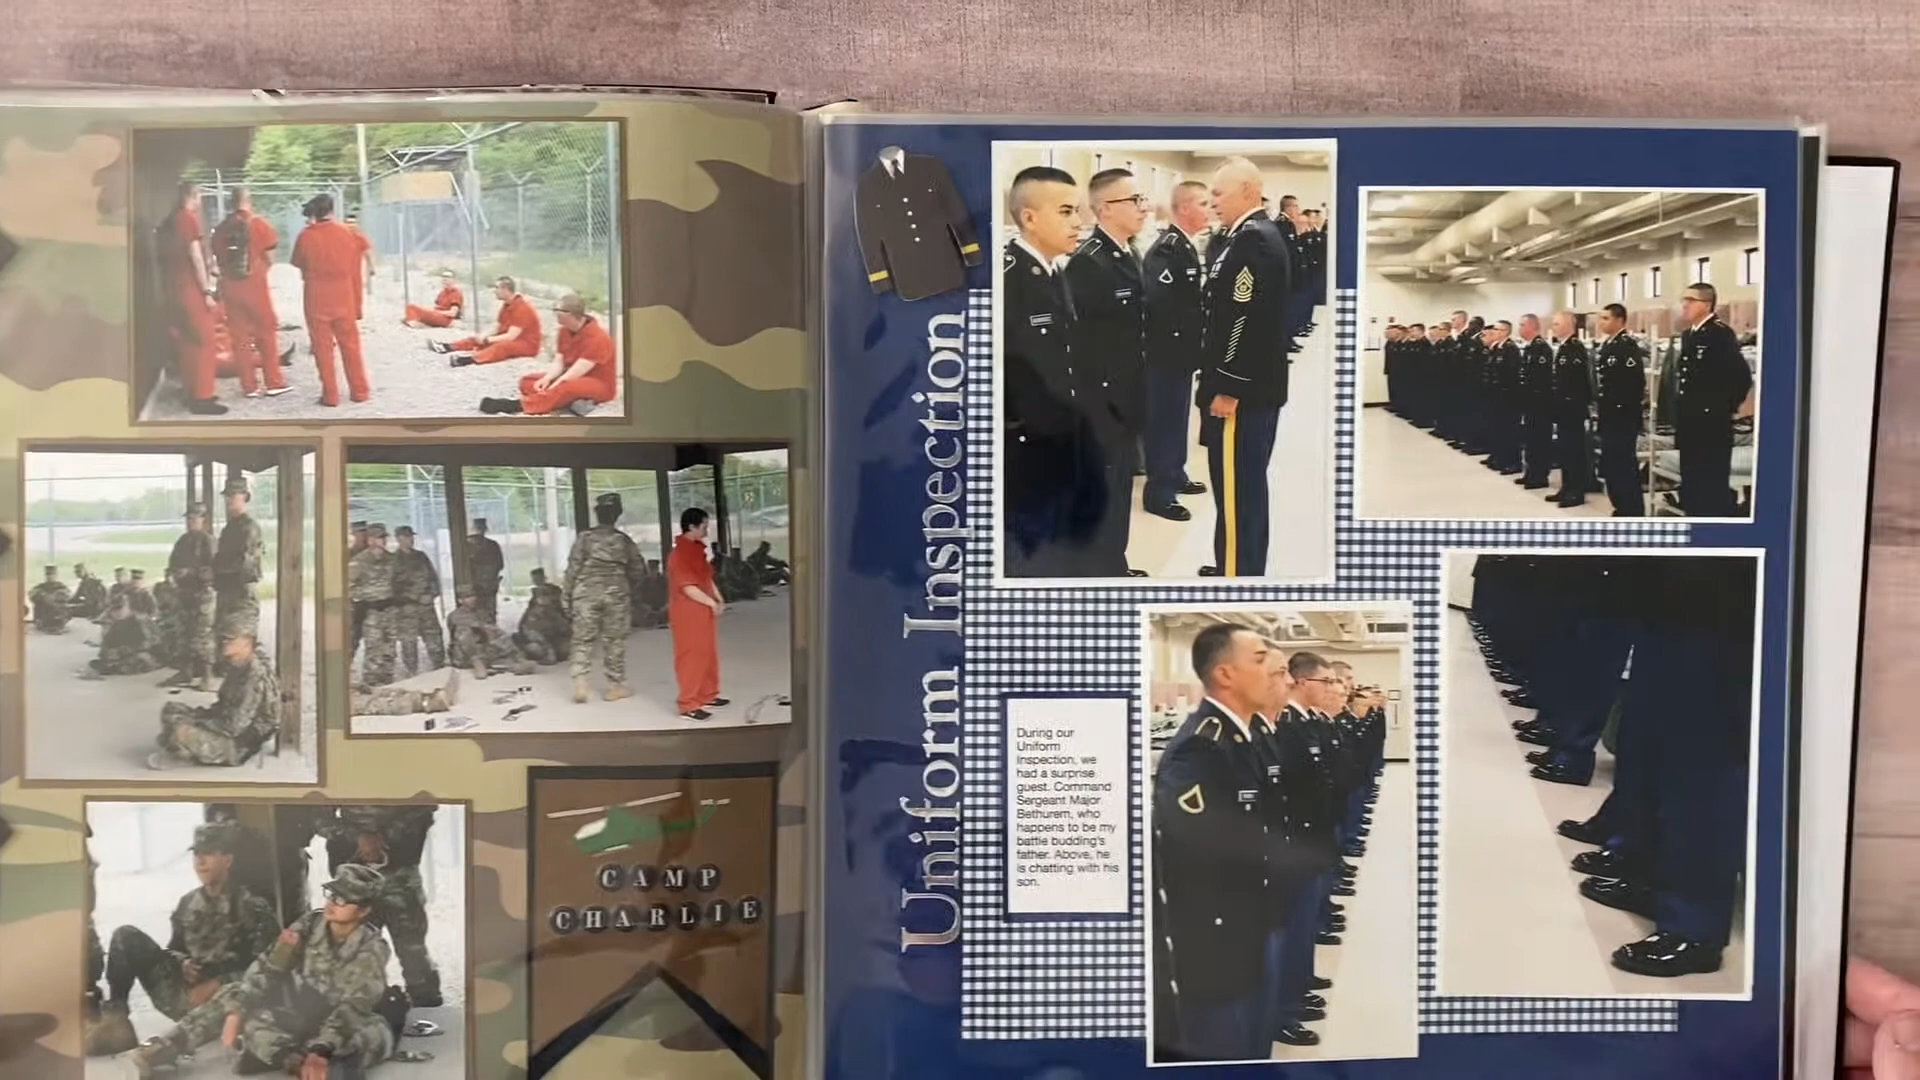 CAMP
CHARLIE
Uniform Inspection
During our
Uniform
Inspection, we
had a surprise
guest. Command
Sergeant Major
Bethurem, who
happens to be my
battle budding's
father. Above, he
is chatting with his
son.